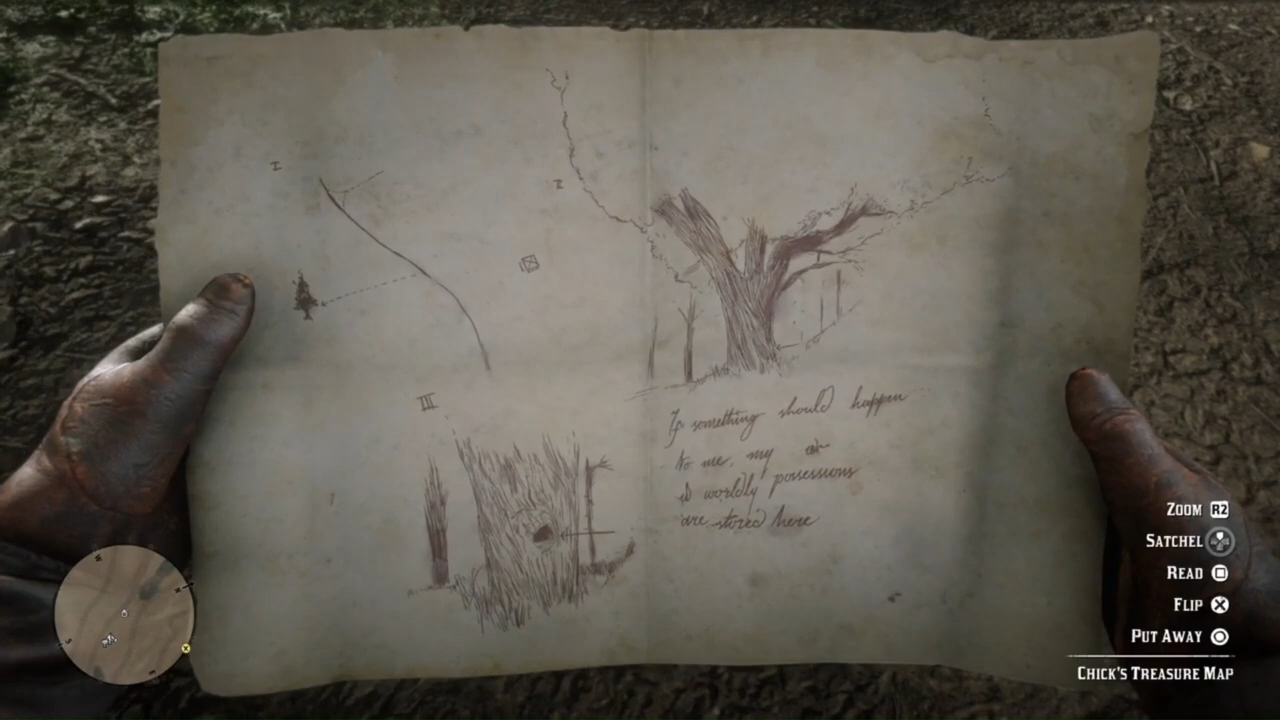 I
I
III
If something should happen
to me, my
worldly possessions
are stored here
ZOOM R2
SATCHEL
READ
FLIP
PUT AWAY
CHICK'S TREASURE MAP